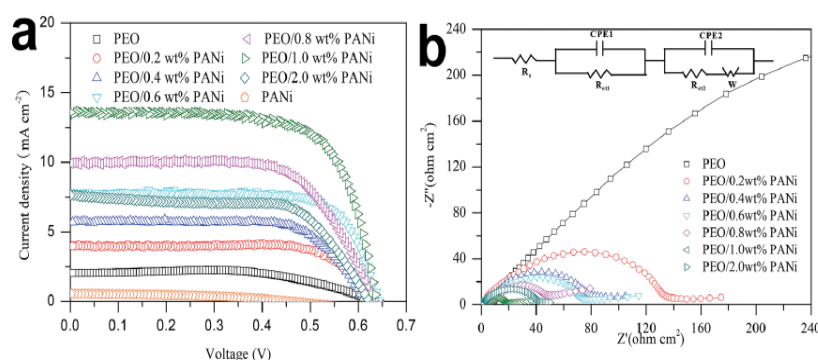 a
PEO
PEO/0.2 wt% PANi
PEO/0.4 wt% PANi
PEO/0.6 wt% PANi
PEO/0.8 wt% PANi
PEO/1.0 wt% PANi
PEO/2.0 wt% PANi
PANi
Current density ( mA cm⁻²)
20
15
10
5
0
0.0 0.1 0.2 0.3 0.4 0.5 0.6 0.7
Voltage (V)
b
CPE1
CPE2
Rct1
Rct2
W
PEO
PEO/0.2wt% PANi
PEO/0.4wt% PANi
PEO/0.6wt% PANi
PEO/0.8wt% PANi
PEO/1.0wt% PANi
PEO/2.0wt% PANi
-Z''(ohm cm²)
240
200
160
120
80
40
0
0 40 80 120 160 200 240
Z'(ohm cm²)